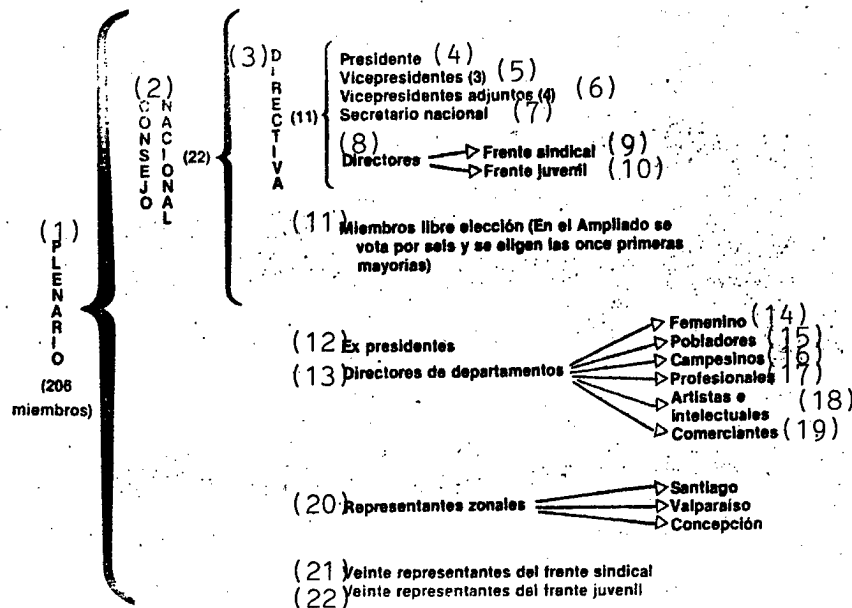 (1) PLENARIO
(206
miembros)
(2) CONSEJO
NACIONAL
(22)
(3) DIRECTIVA
(11)
Presidente (4)
Vicepresidentes (3) (5)
Vicepresidentes adjuntos (4) (6)
Secretario nacional (7)
(8)
Directores
Frente sindical (9)
Frente juvenil (10)
(11) Miembros libre elección (En el Ampliado se
vota por seis y se eligen las once primeras
mayorías)
(12) Ex presidentes
(13) Directores de departamentos
Femenino (14)
Pobladores (15)
Campesinos (16)
Profesionales (17)
Artistas e
intelectuales (18)
Comerciantes (19)
(20) Representantes zonales
Santiago
Valparaíso
Concepción
(21) Veinte representantes del frente sindical
(22) Veinte representantes del frente juvenil